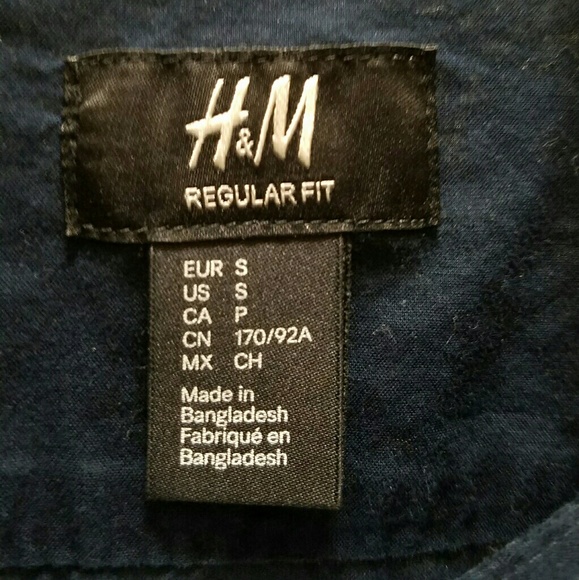 H&M
REGULAR FIT
EUR S
US S
CA P
CN 170/92A
MX CH
Made in
Bangladesh
Fabriqué en
Bangladesh